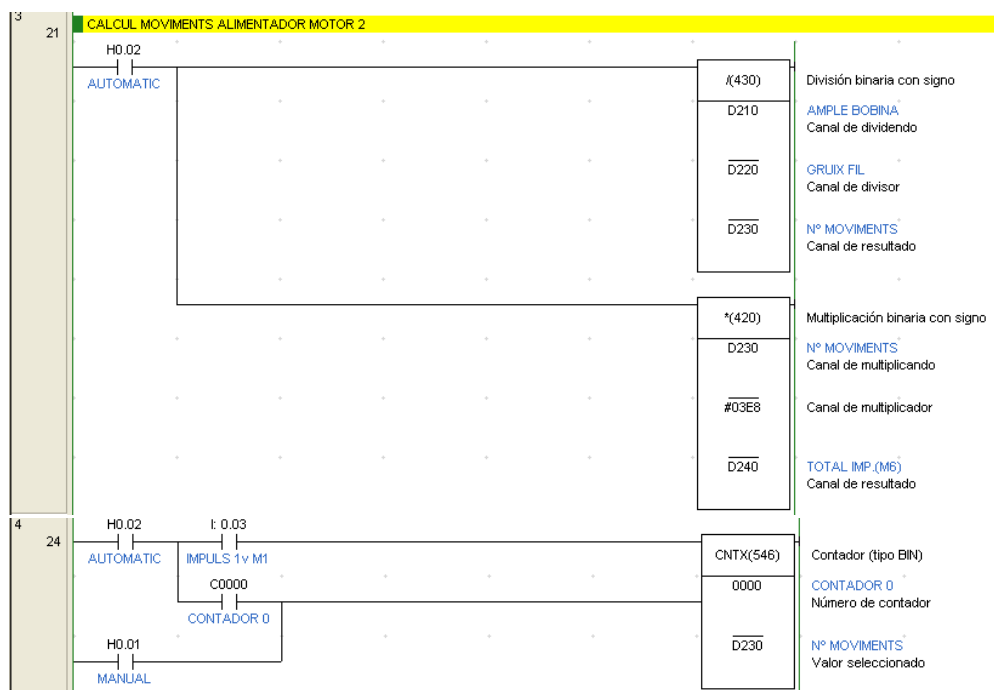 3
21
CALCUL MOVIMENTS ALIMENTADOR MOTOR 2
H0.02
AUTOMATIC
/(430)
División binaria con signo
D210
AMPLE BOBINA
Canal de dividendo
D220
GRUIX FIL
Canal de divisor
D230
Nº MOVIMENTS
Canal de resultado
*(420)
Multiplicación binaria con signo
D230
Nº MOVIMENTS
Canal de multiplicando
#03E8
Canal de multiplicador
D240
TOTAL IMP.(M6)
Canal de resultado
4
24
H0.02
AUTOMATIC
I: 0.03
IMPULS 1v M1
CNTX(546)
Contador (tipo BIN)
C0000
CONTADOR 0
0000
CONTADOR 0
Número de contador
H0.01
MANUAL
D230
Nº MOVIMENTS
Valor seleccionado